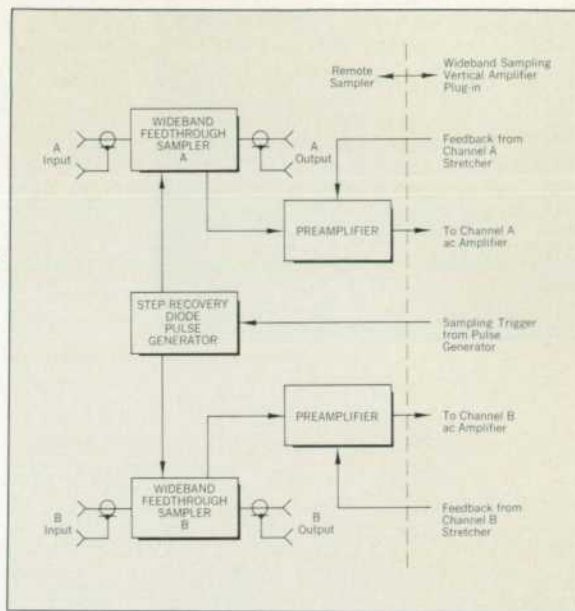 Remote
Sampler
Wideband Sampling
Vertical Amplifier
Plug-in
WIDEBAND
FEEDTHROUGH
SAMPLER
A
A
Input
A
Output
Feedback from
Channel A
Stretcher
PREAMPLIFIER
To Channel A
ac Amplifier
STEP RECOVERY
DIODE
PULSE
GENERATOR
Sampling Trigger
from Pulse
Generator
PREAMPLIFIER
To Channel B
ac Amplifier
WIDEBAND
FEEDTHROUGH
SAMPLER
B
B
Input
B
Output
Feedback from
Channel B
Stretcher